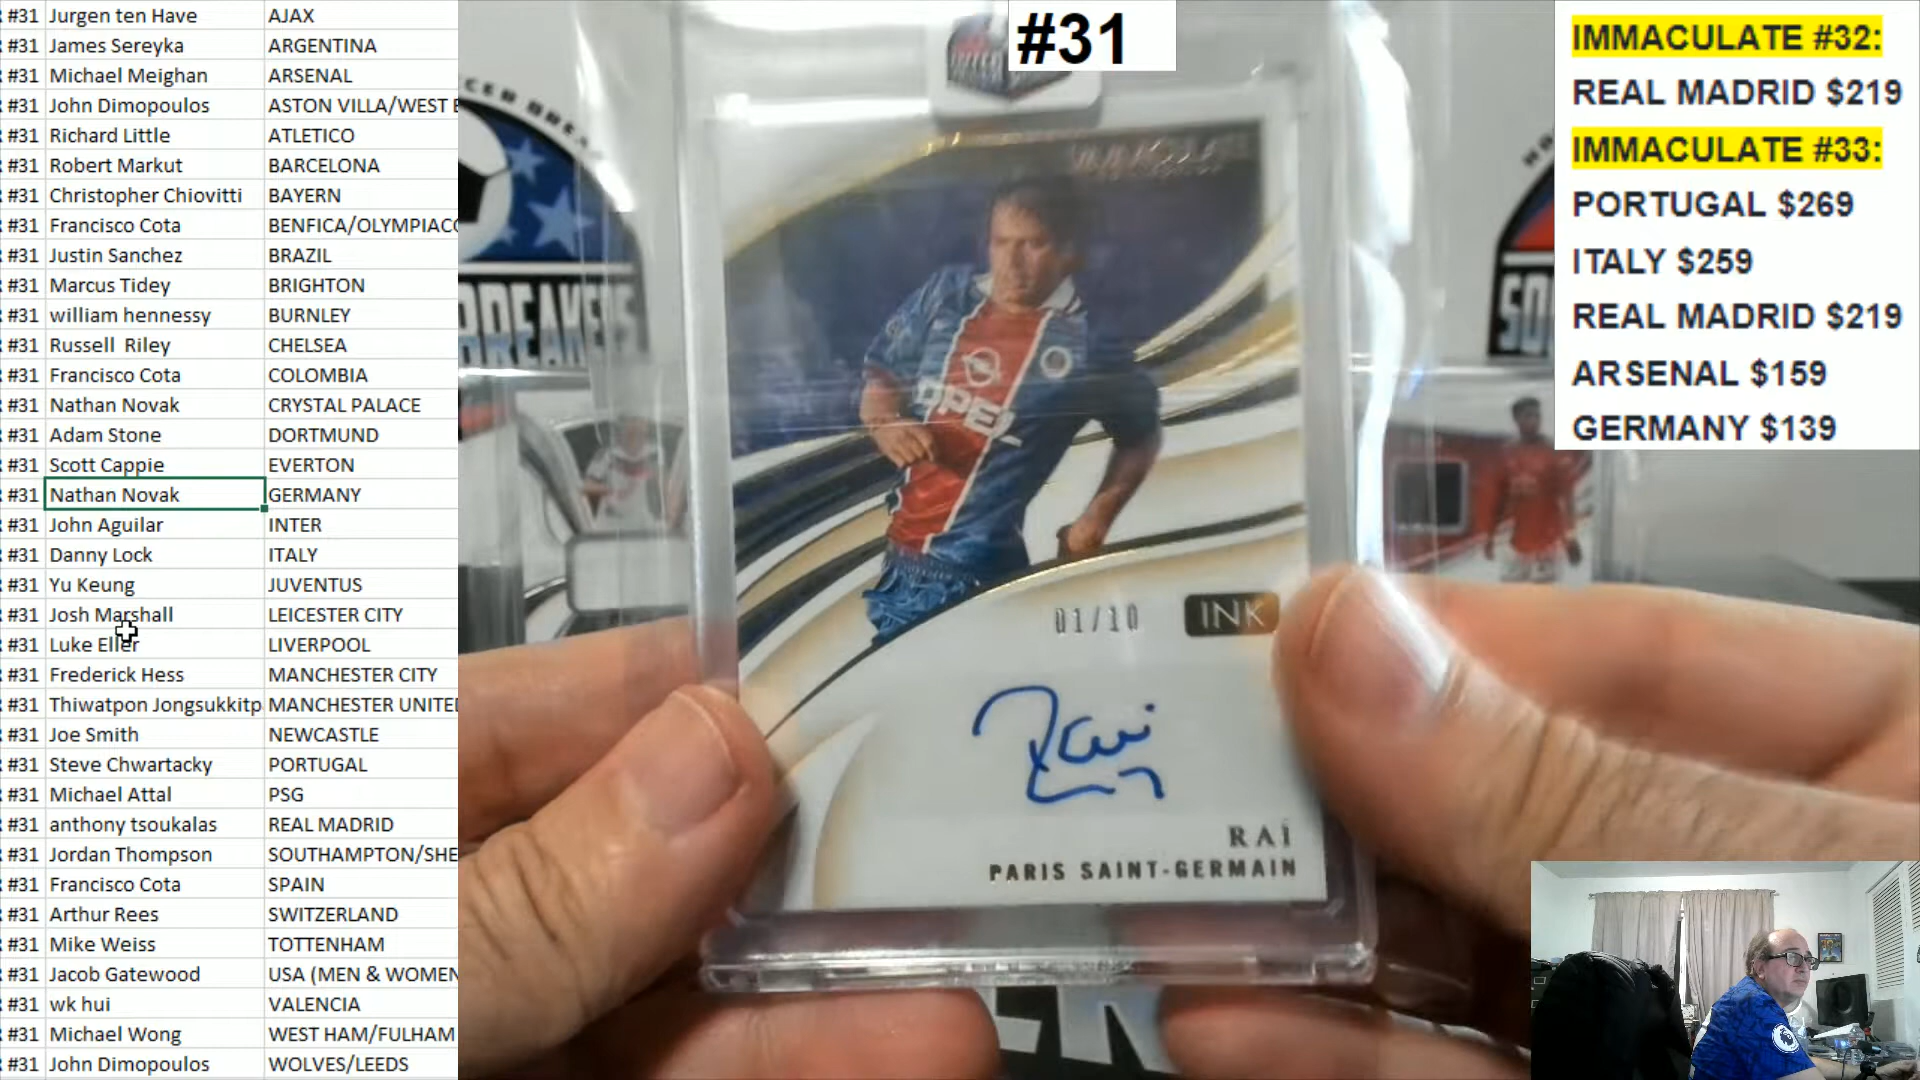 #31 Jurgen ten Have AJAX
#31 James Sereyka ARGENTINA
#31 Michael Meighan ARSENAL
#31 John Dimopoulos ASTON VILLA/WEST
#31 Richard Little ATLETICO
#31 Robert Markut BARCELONA
#31 Christopher Chiovitti BAYERN
#31 Francisco Cota BENFICA/OLYMPIAC
#31 Justin Sanchez BRAZIL
#31 Marcus Tidey BRIGHTON
#31 william hennessy BURNLEY
#31 Russell Riley CHELSEA
#31 Francisco Cota COLOMBIA
#31 Nathan Novak CRYSTAL PALACE
#31 Adam Stone DORTMUND
#31 Scott Cappie EVERTON
#31 Nathan Novak GERMANY
#31 John Aguilar INTER
#31 Danny Lock ITALY
#31 Yu Keung JUVENTUS
#31 Josh Marshall LEICESTER CITY
#31 Luke Eller LIVERPOOL
#31 Frederick Hess MANCHESTER CITY
#31 Thiwatpon Jongsukkitp MANCHESTER UNITED
#31 Joe Smith NEWCASTLE
#31 Steve Chwartacky PORTUGAL
#31 Michael Attal PSG
#31 anthony tsoukalas REAL MADRID
#31 Jordan Thompson SOUTHAMPTON/SHE
#31 Francisco Cota SPAIN
#31 Arthur Rees SWITZERLAND
#31 Mike Weiss TOTTENHAM
#31 Jacob Gatewood USA (MEN & WOMEN
#31 wk hui VALENCIA
#31 Michael Wong WEST HAM/FULHAM
#31 John Dimopoulos WOLVES/LEEDS
#31
IMMACULATE
OPEL
01/10 INK
Rai
RAÍ
PARIS SAINT-GERMAIN
BREAKERS
IMMACULATE #32:
REAL MADRID $219
IMMACULATE #33:
PORTUGAL $269
ITALY $259
REAL MADRID $219
ARSENAL $159
GERMANY $139